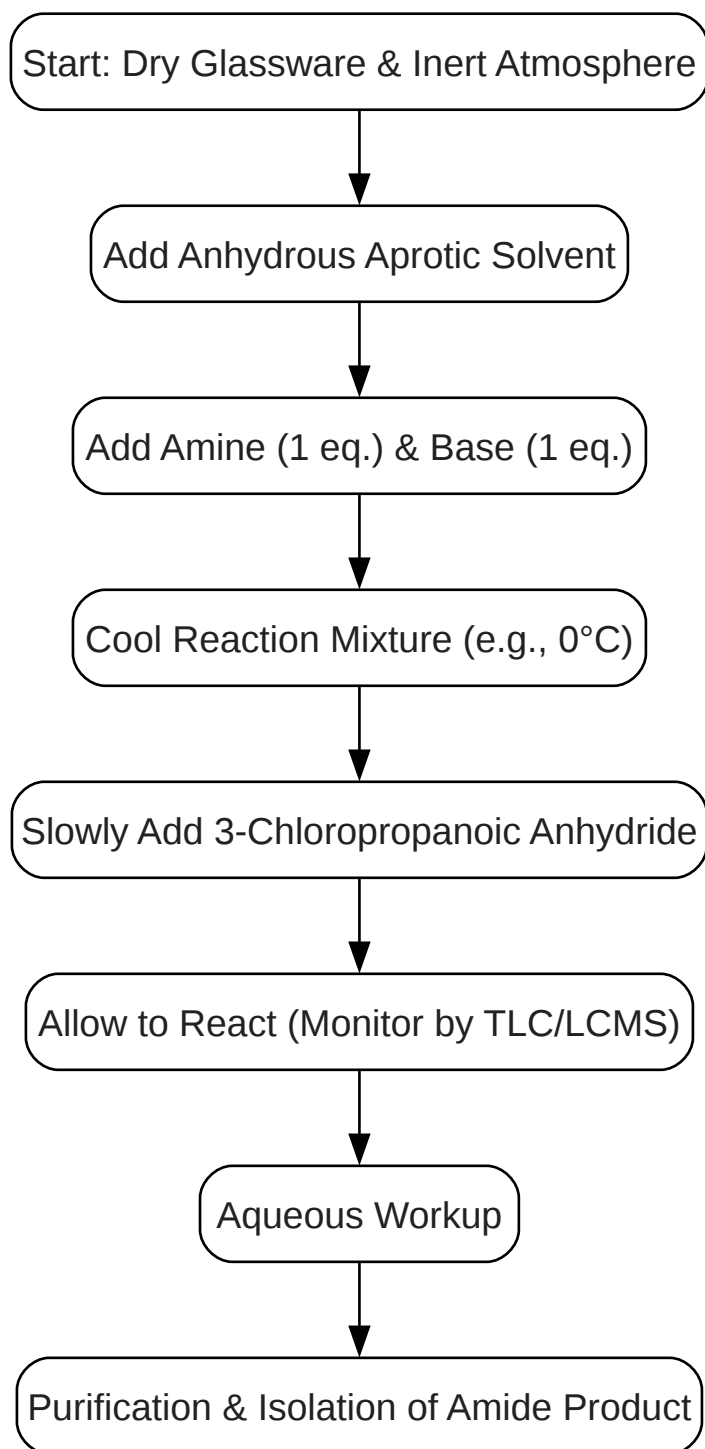 Start: Dry Glassware & Inert Atmosphere
Add Anhydrous Aprotic Solvent
Add Amine (1 eq.) & Base (1 eq.)
Cool Reaction Mixture (e.g., 0°C)
Slowly Add 3-Chloropropanoic Anhydride
Allow to React (Monitor by TLC/LCMS)
Aqueous Workup
Purification & Isolation of Amide Product